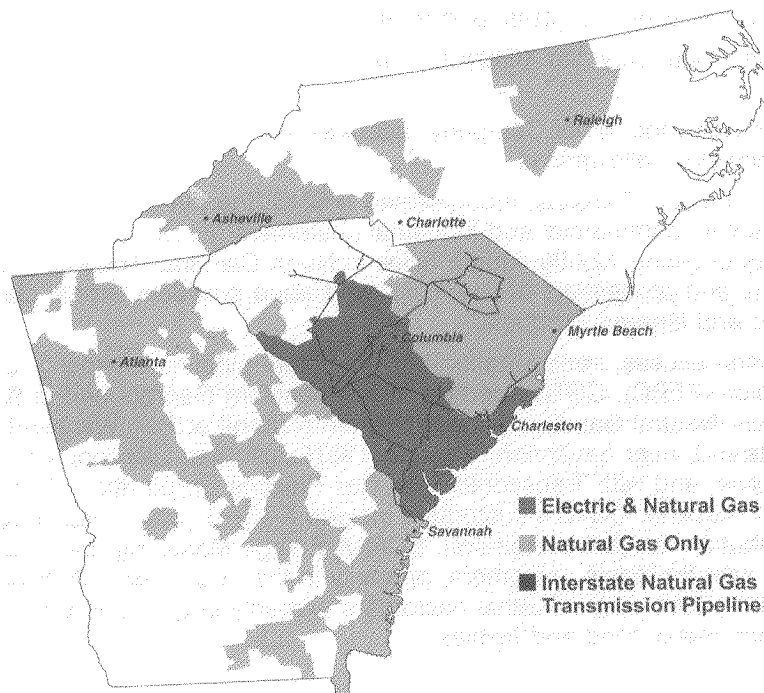 Raleigh
Asheville
Charlotte
Myrtle Beach
Columbia
Atlanta
Charleston
Savannah
Electric & Natural Gas
Natural Gas Only
Interstate Natural Gas
Transmission Pipeline